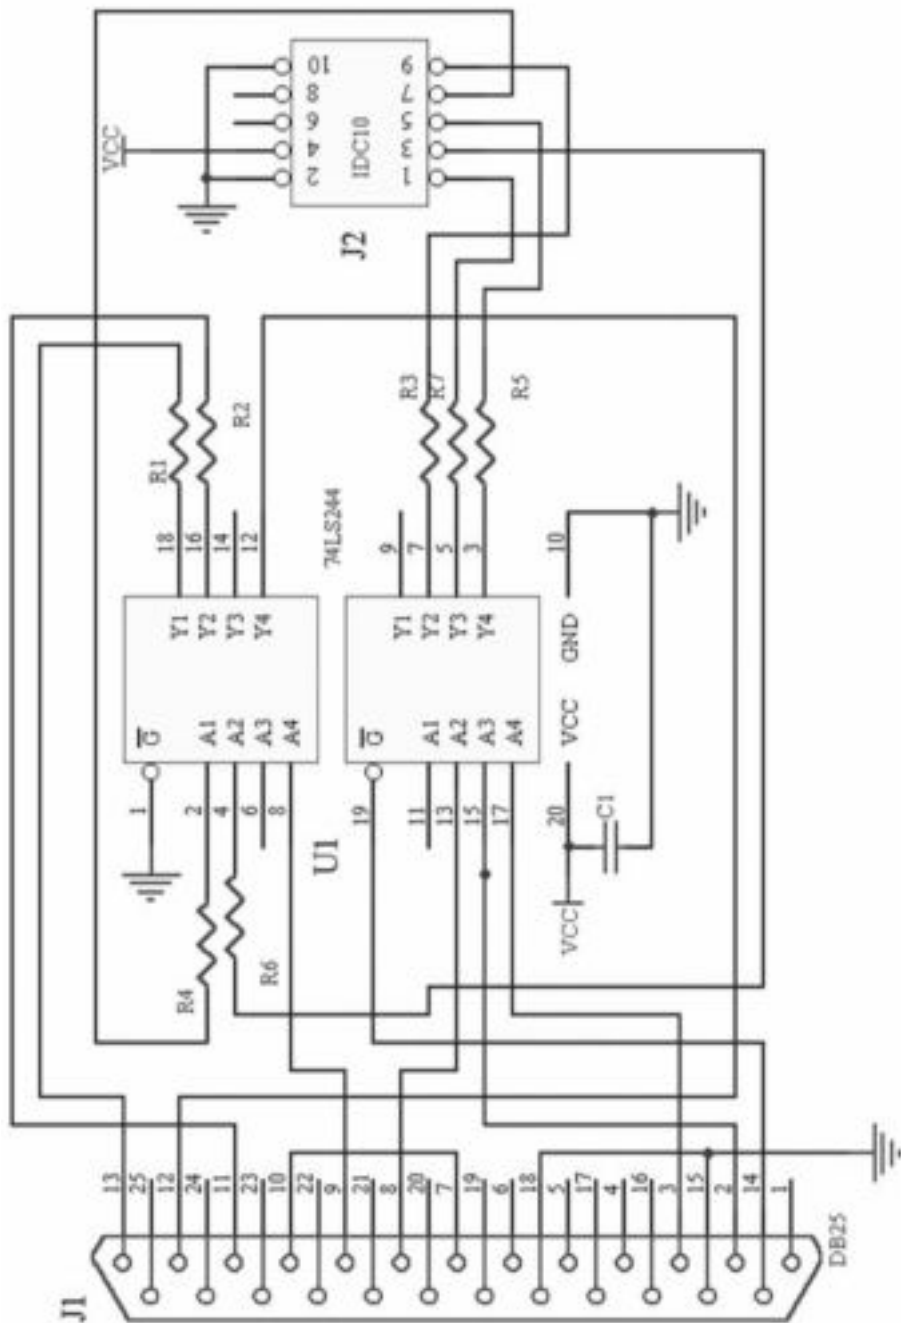 VCC
10
8
6
4
2
IDC10
9
7
5
3
1
J2
R1
R2
R3
R7
R5
18
16
14
12
74LS244
9
7
5
3
10
Y1
Y2
Y3
Y4
Y1
Y2
Y3
Y4
GND
G
A1
A2
A3
A4
G
A1
A2
A3
A4
VCC
1
2
4
6
8
U1
19
11
13
15
17
20
C1
VCC
R4
R6
13
25
12
24
11
23
10
22
9
21
8
20
7
19
6
18
5
17
4
16
3
15
2
14
1
J1
DB25